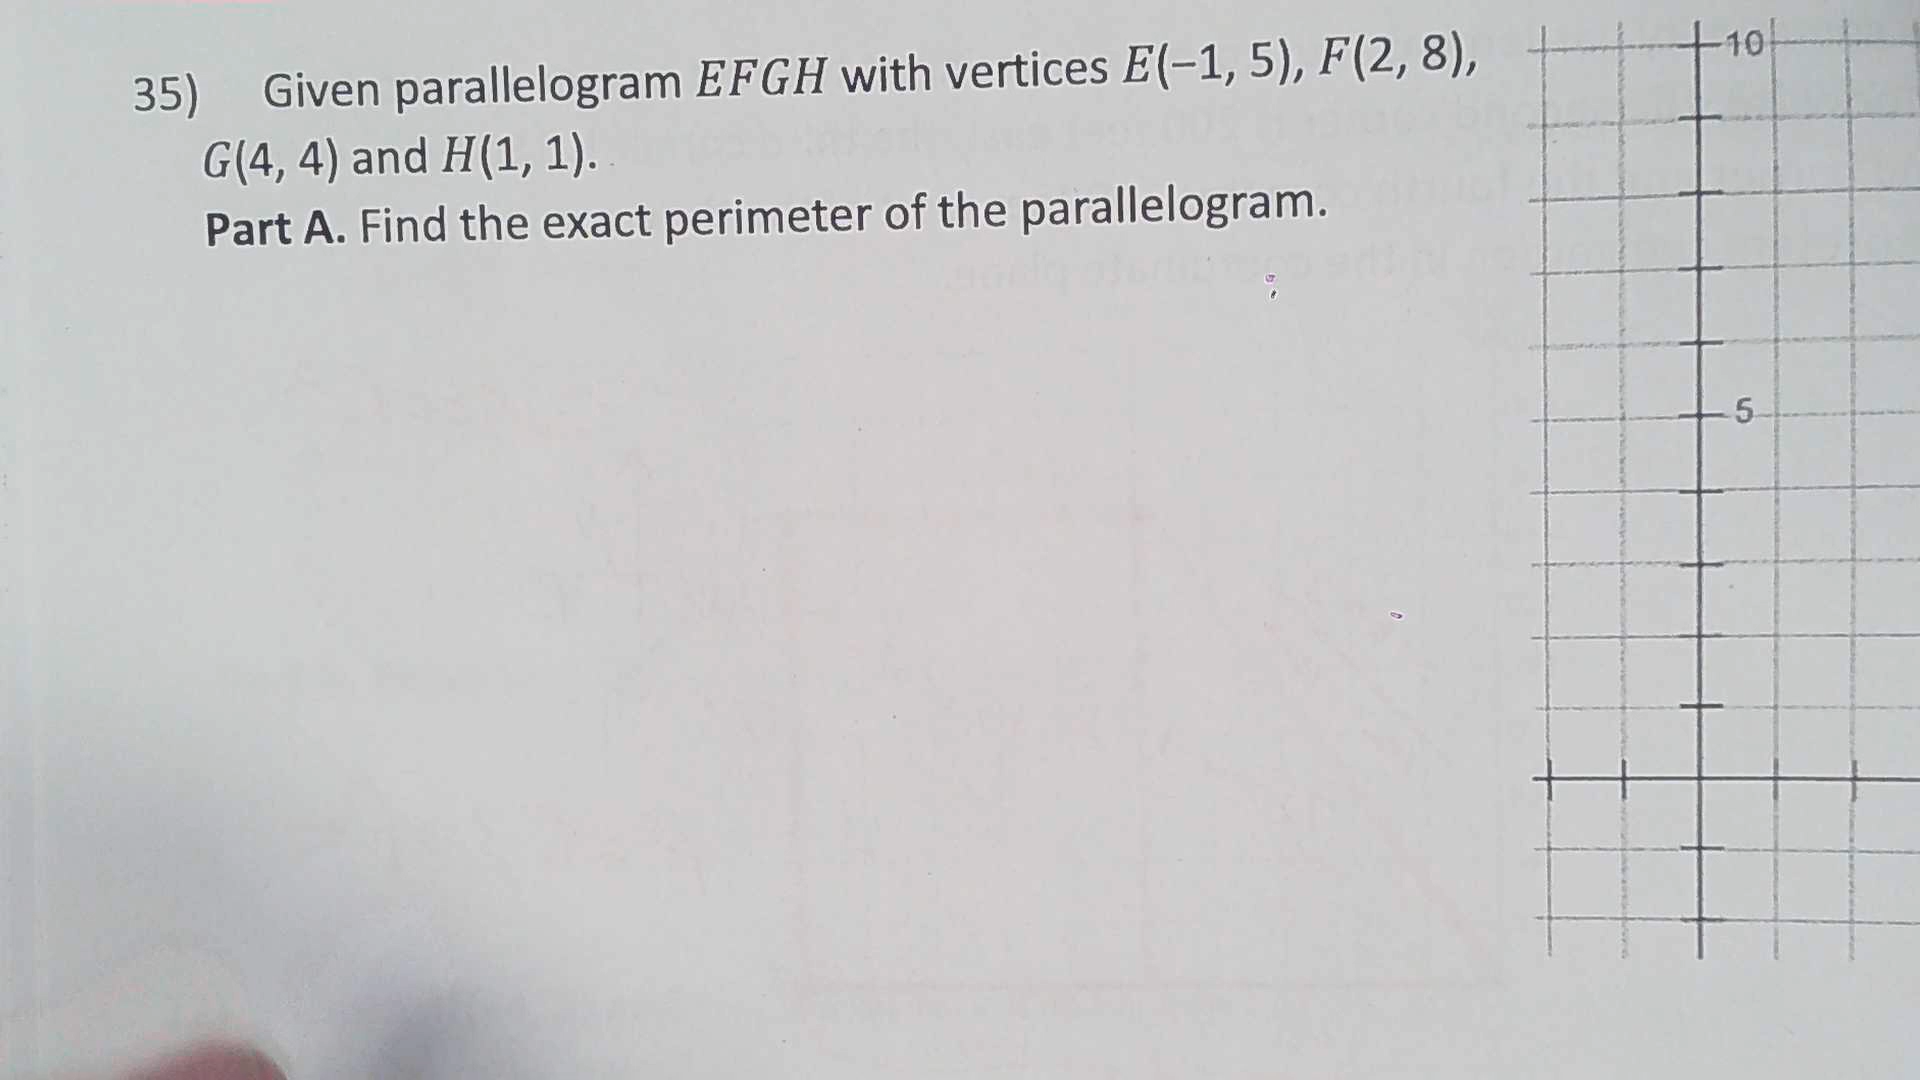 35) Given parallelogram EFGH with vertices E(−1, 5), F(2, 8),
G(4, 4) and H(1, 1).
Part A. Find the exact perimeter of the parallelogram.
10
5